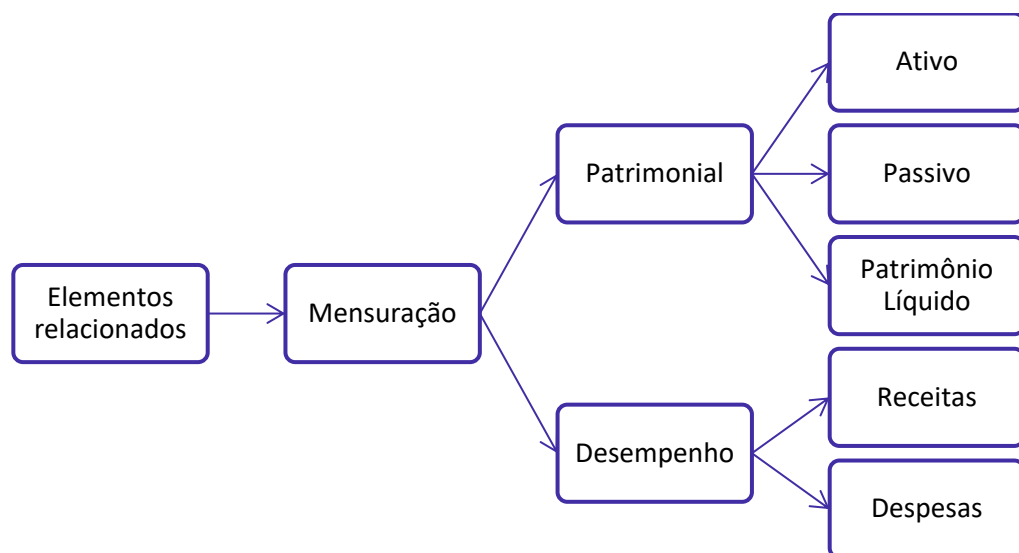 Elementos
relacionados
Mensuração
Patrimonial
Desempenho
Ativo
Passivo
Patrimônio
Líquido
Receitas
Despesas